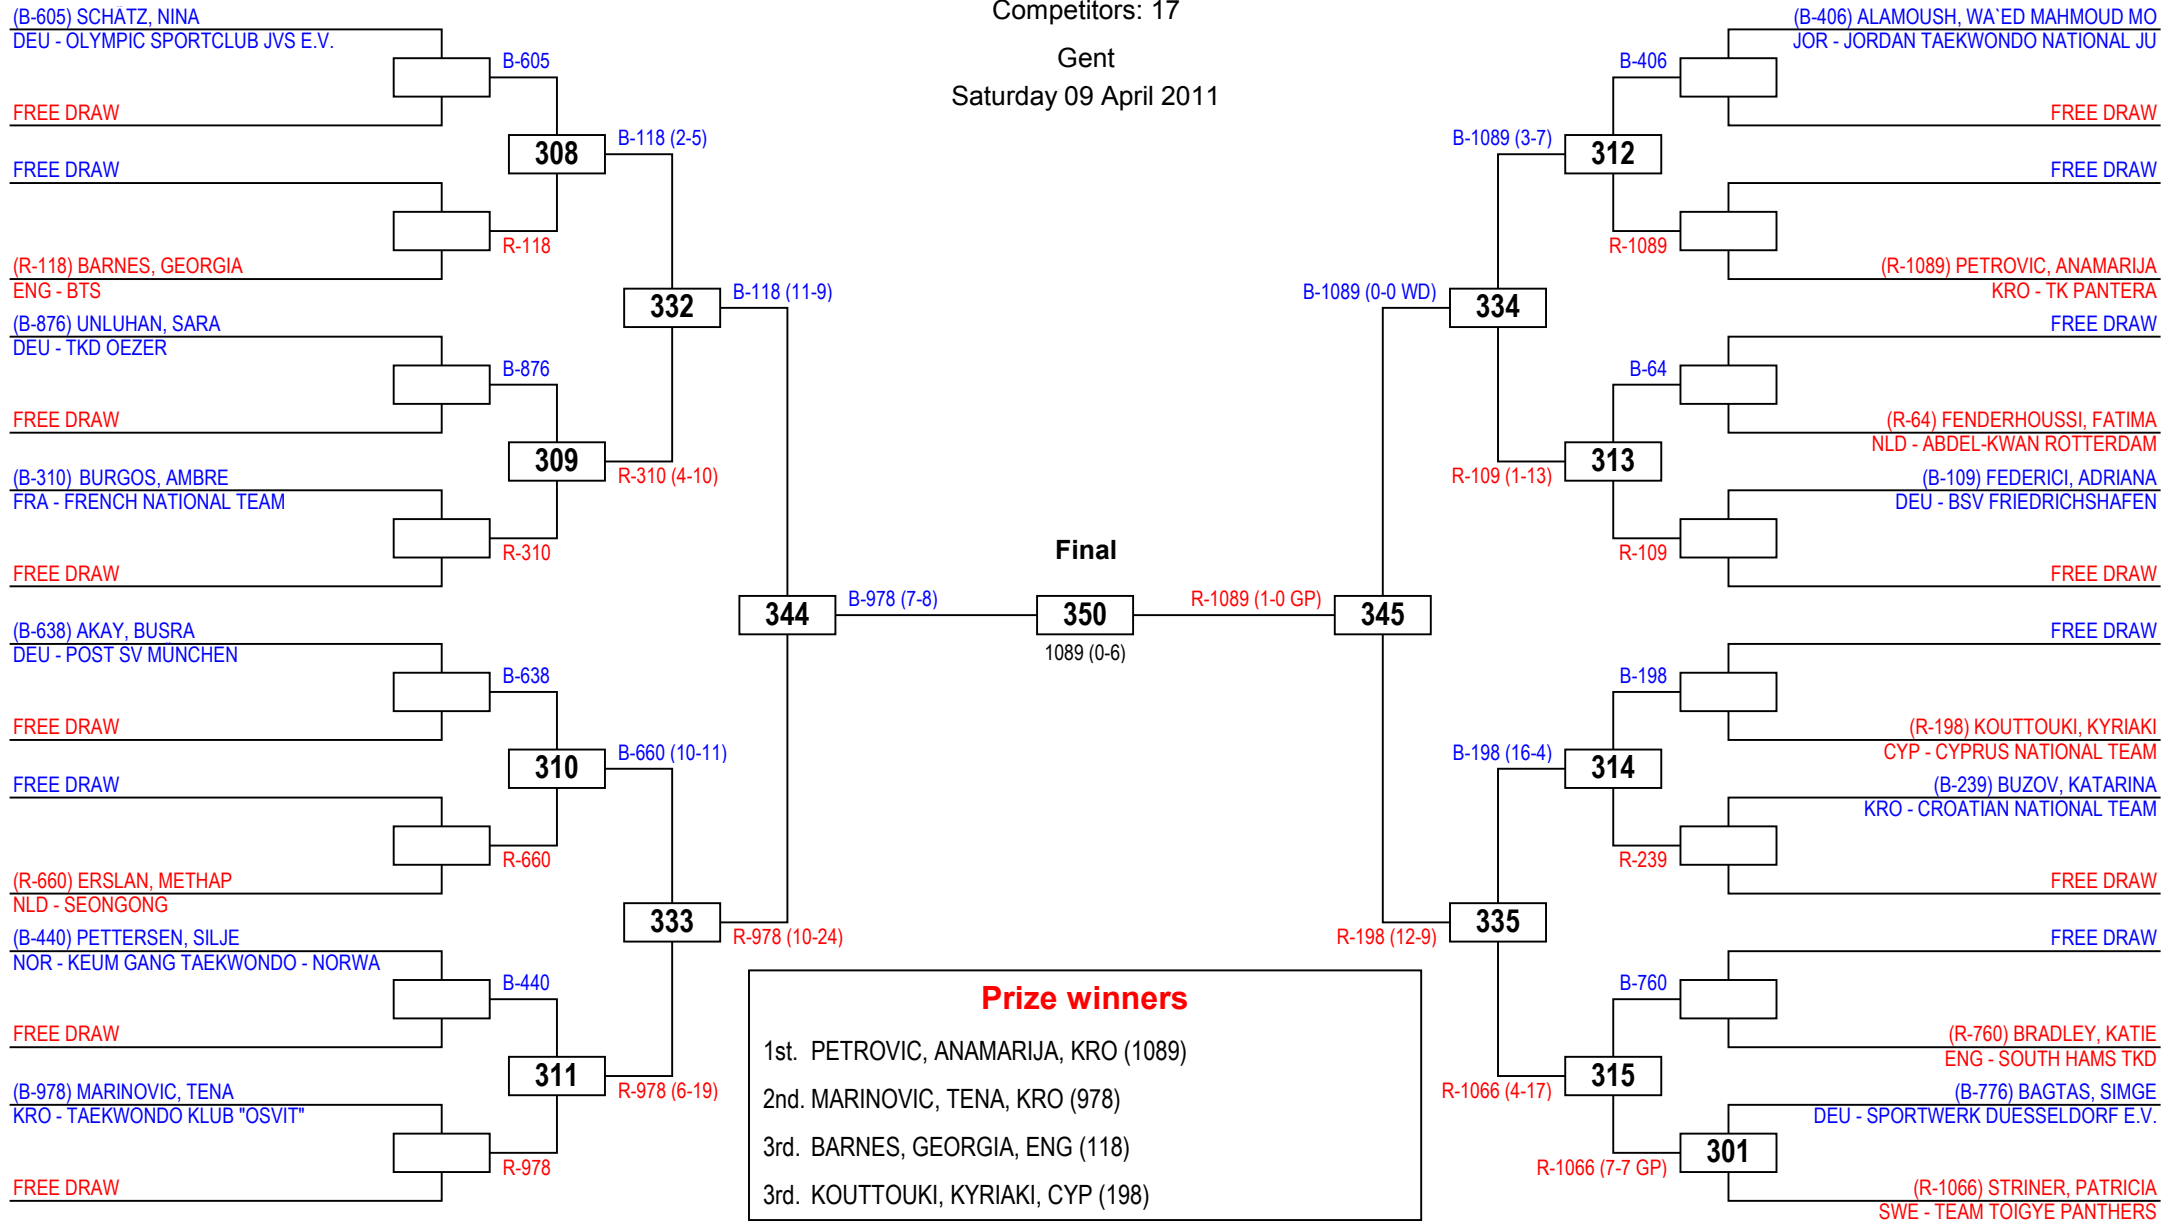 Competitors: 17
Gent
Saturday 09 April 2011
(B-605) SCHÄTZ, NINA
DEU - OLYMPIC SPORTCLUB JVS E.V.
B-605
FREE DRAW
308
B-118 (2-5)
FREE DRAW
R-118
(R-118) BARNES, GEORGIA
ENG - BTS
332
B-118 (11-9)
(B-876) UNLUHAN, SARA
DEU - TKD OEZER
B-876
FREE DRAW
309
R-310 (4-10)
(B-310) BURGOS, AMBRE
FRA - FRENCH NATIONAL TEAM
R-310
FREE DRAW
344
B-978 (7-8)
(B-638) AKAY, BUSRA
DEU - POST SV MÜNCHEN
B-638
FREE DRAW
310
B-660 (10-11)
FREE DRAW
R-660
(R-660) ERSLAN, METHAP
NLD - SEONGONG
333
R-978 (10-24)
(B-440) PETTERSEN, SILJE
NOR - KEUM GANG TAEKWONDO - NORWA
B-440
FREE DRAW
311
R-978 (6-19)
(B-978) MARINOVIC, TENA
KRO - TAEKWONDO KLUB "OSVIT"
R-978
FREE DRAW
Final
350
1089 (0-6)
(B-406) ALAMOUSH, WA`ED MAHMOUD MO
JOR - JORDAN TAEKWONDO NATIONAL JU
B-406
FREE DRAW
B-1089 (3-7)
312
FREE DRAW
R-1089
(R-1089) PETROVIC, ANAMARIJA
KRO - TK PANTERA
B-1089 (0-0 WD)
334
FREE DRAW
B-64
(R-64) FENDERHOUSSI, FATIMA
NLD - ABDEL-KWAN ROTTERDAM
R-109 (1-13)
313
(B-109) FEDERICI, ADRIANA
DEU - BSV FRIEDRICHSHAFEN
R-109
FREE DRAW
R-1089 (1-0 GP)
345
FREE DRAW
B-198
(R-198) KOUTTOUKI, KYRIAKI
CYP - CYPRUS NATIONAL TEAM
B-198 (16-4)
314
(B-239) BUZOV, KATARINA
KRO - CROATIAN NATIONAL TEAM
R-239
FREE DRAW
R-198 (12-9)
335
FREE DRAW
B-760
(R-760) BRADLEY, KATIE
ENG - SOUTH HAMS TKD
R-1066 (4-17)
315
(B-776) BAGTAS, SIMGE
DEU - SPORTWERK DUESSELDORF E.V.
R-1066 (7-7 GP)
301
(R-1066) STRINER, PATRICIA
SWE - TEAM TOIGYE PANTHERS
Prize winners
1st. PETROVIC, ANAMARIJA, KRO (1089)
2nd. MARINOVIC, TENA, KRO (978)
3rd. BARNES, GEORGIA, ENG (118)
3rd. KOUTTOUKI, KYRIAKI, CYP (198)